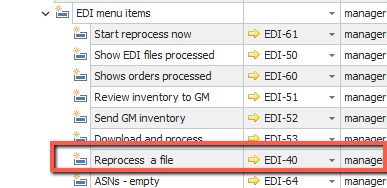 EDI menu items manager
Start reprocess now EDI-61 manager
Show EDI files processed EDI-50 manager
Shows orders processed EDI-60 manager
Review inventory to GM EDI-51 manager
Send GM inventory EDI-52 manager
Download and process EDI-53 manager
Reprocess a file EDI-40 manage
ASNs - empty EDI-64 manager